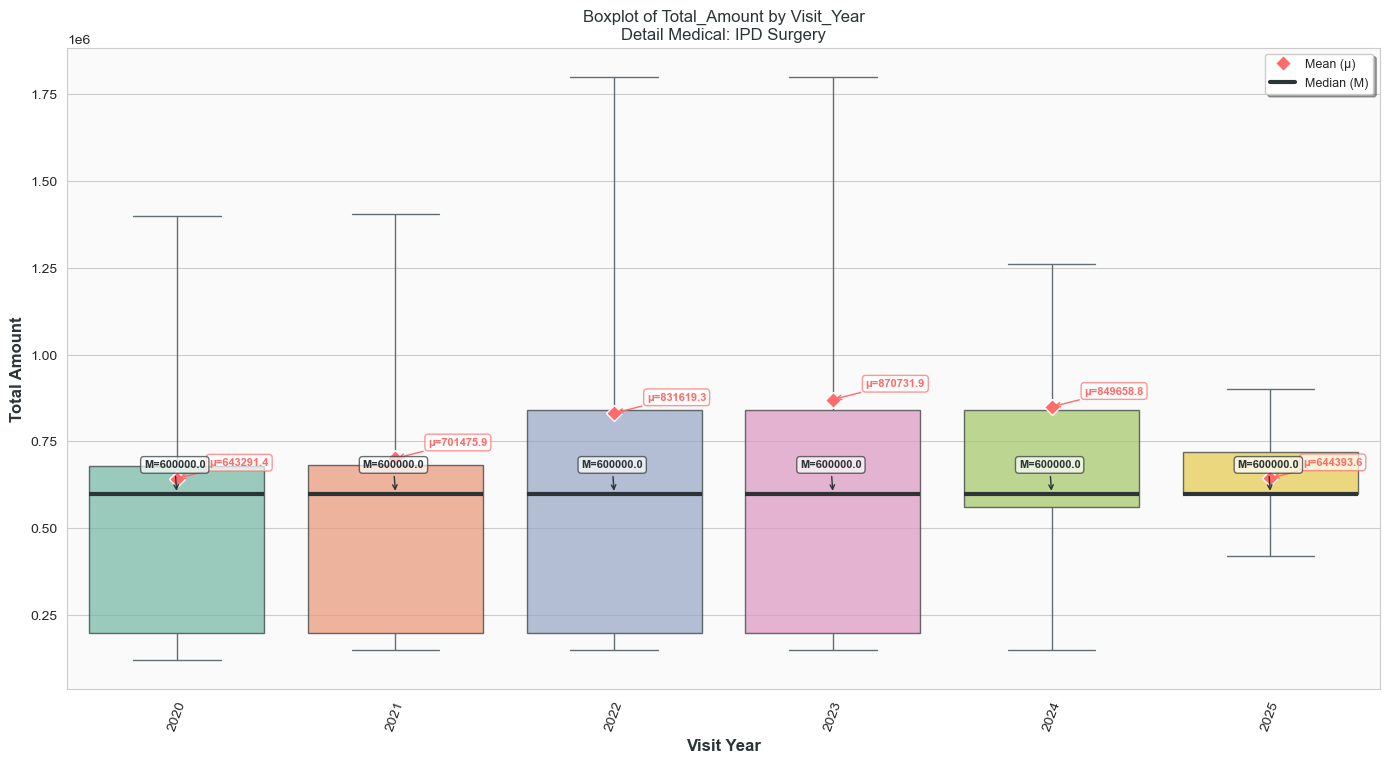 Boxplot of Total_Amount by Visit_Year
Detail Medical: IPD Surgery
1e6
Mean (μ)
Median (M)
1.75
1.50
1.25
1.00
0.75
0.50
0.25
Total Amount
M=600000.0
μ=643291.4
M=600000.0
μ=701475.9
M=600000.0
μ=831619.3
M=600000.0
μ=870731.9
M=600000.0
μ=849658.8
M=600000.0
μ=644393.6
2020
2021
2022
2023
2024
2025
Visit Year